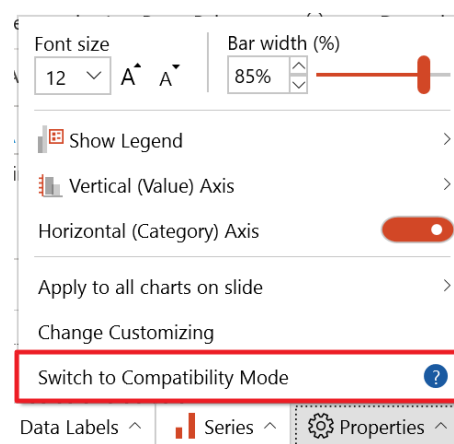 Font size
Bar width (%)
12
A A
85%
Show Legend
Vertical (Value) Axis
Horizontal (Category) Axis
Apply to all charts on slide
Change Customizing
Switch to Compatibility Mode ?
Data Labels Series Properties